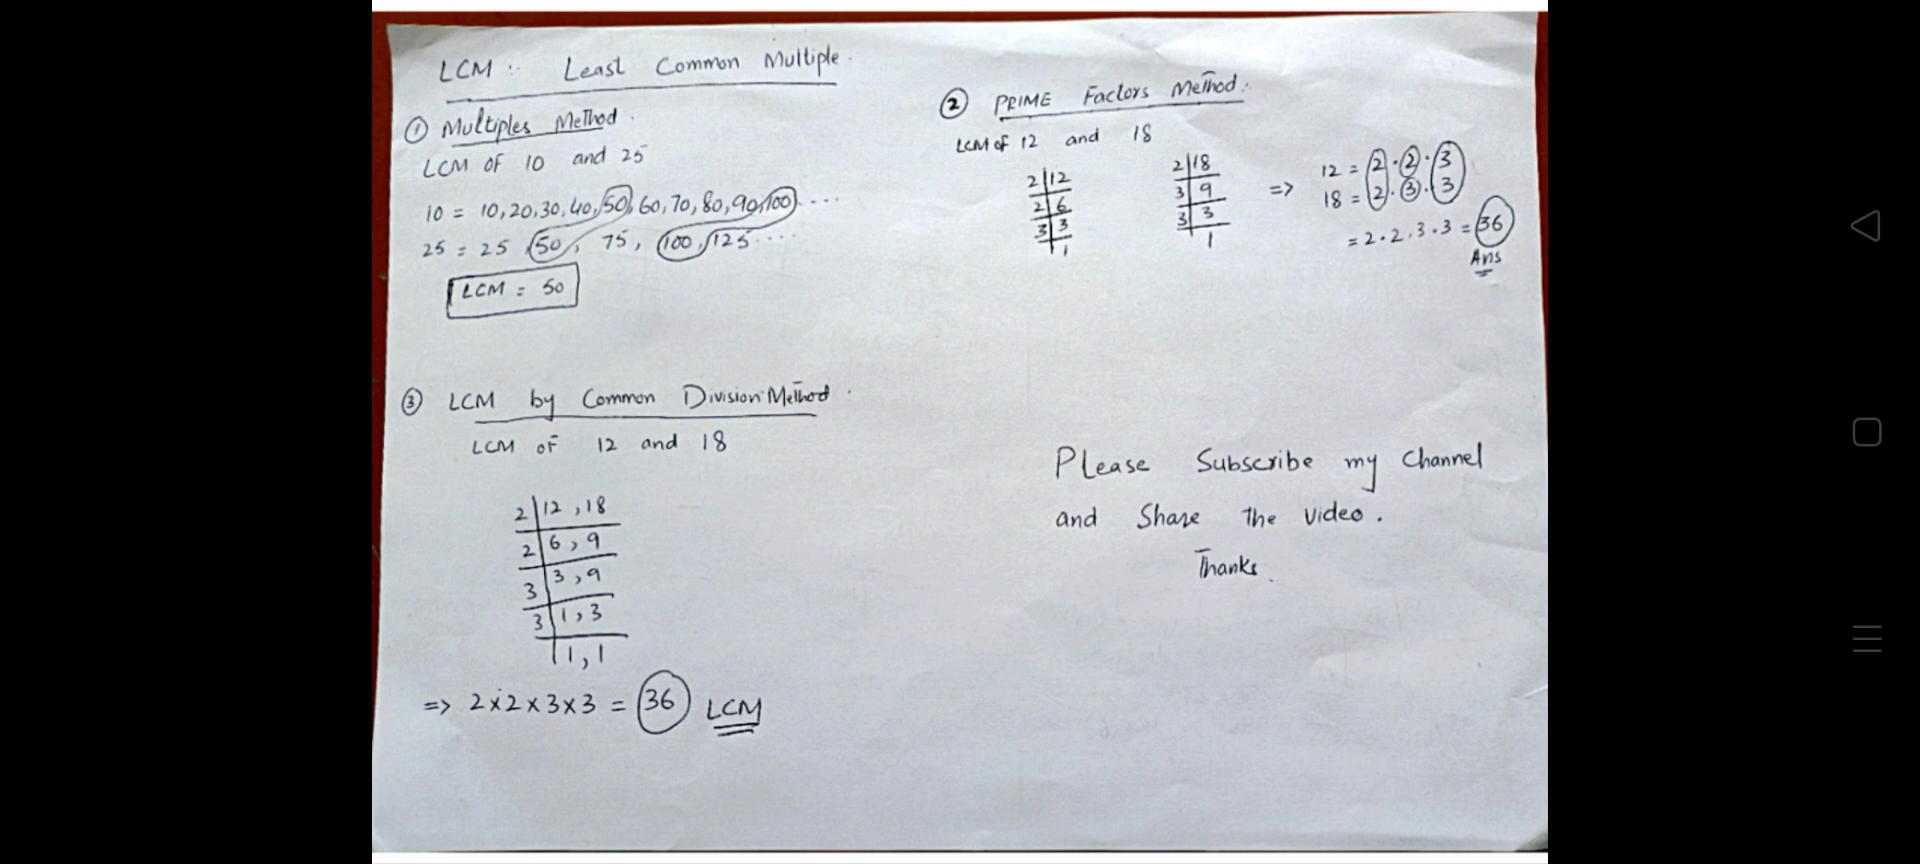 LCM :- Least Common Multiple.
① Multiples Method.
LCM OF 10 and 25
10 = 10,20,30,40,50,60,70,80,90,100 ....
25 = 25, 50, 75, 100, 125 ....
LCM = 50
② PRIME Factors Method:
LCM of 12 and 18
2|12
2|6
3|3
1
2|18
3|9
3|3
1
=> 12 = 2 . 2 . 3
18 = 2 . 3 . 3
= 2 . 2 . 3 . 3 = 36
Ans
③ LCM by Common Division Method.
LCM of 12 and 18
2|12 , 18
2|6 , 9
3|3 , 9
3|1 , 3
|1 , 1
=> 2 x 2 x 3 x 3 = 36 LCM
Please Subscribe my Channel
and Share the video .
Thanks.